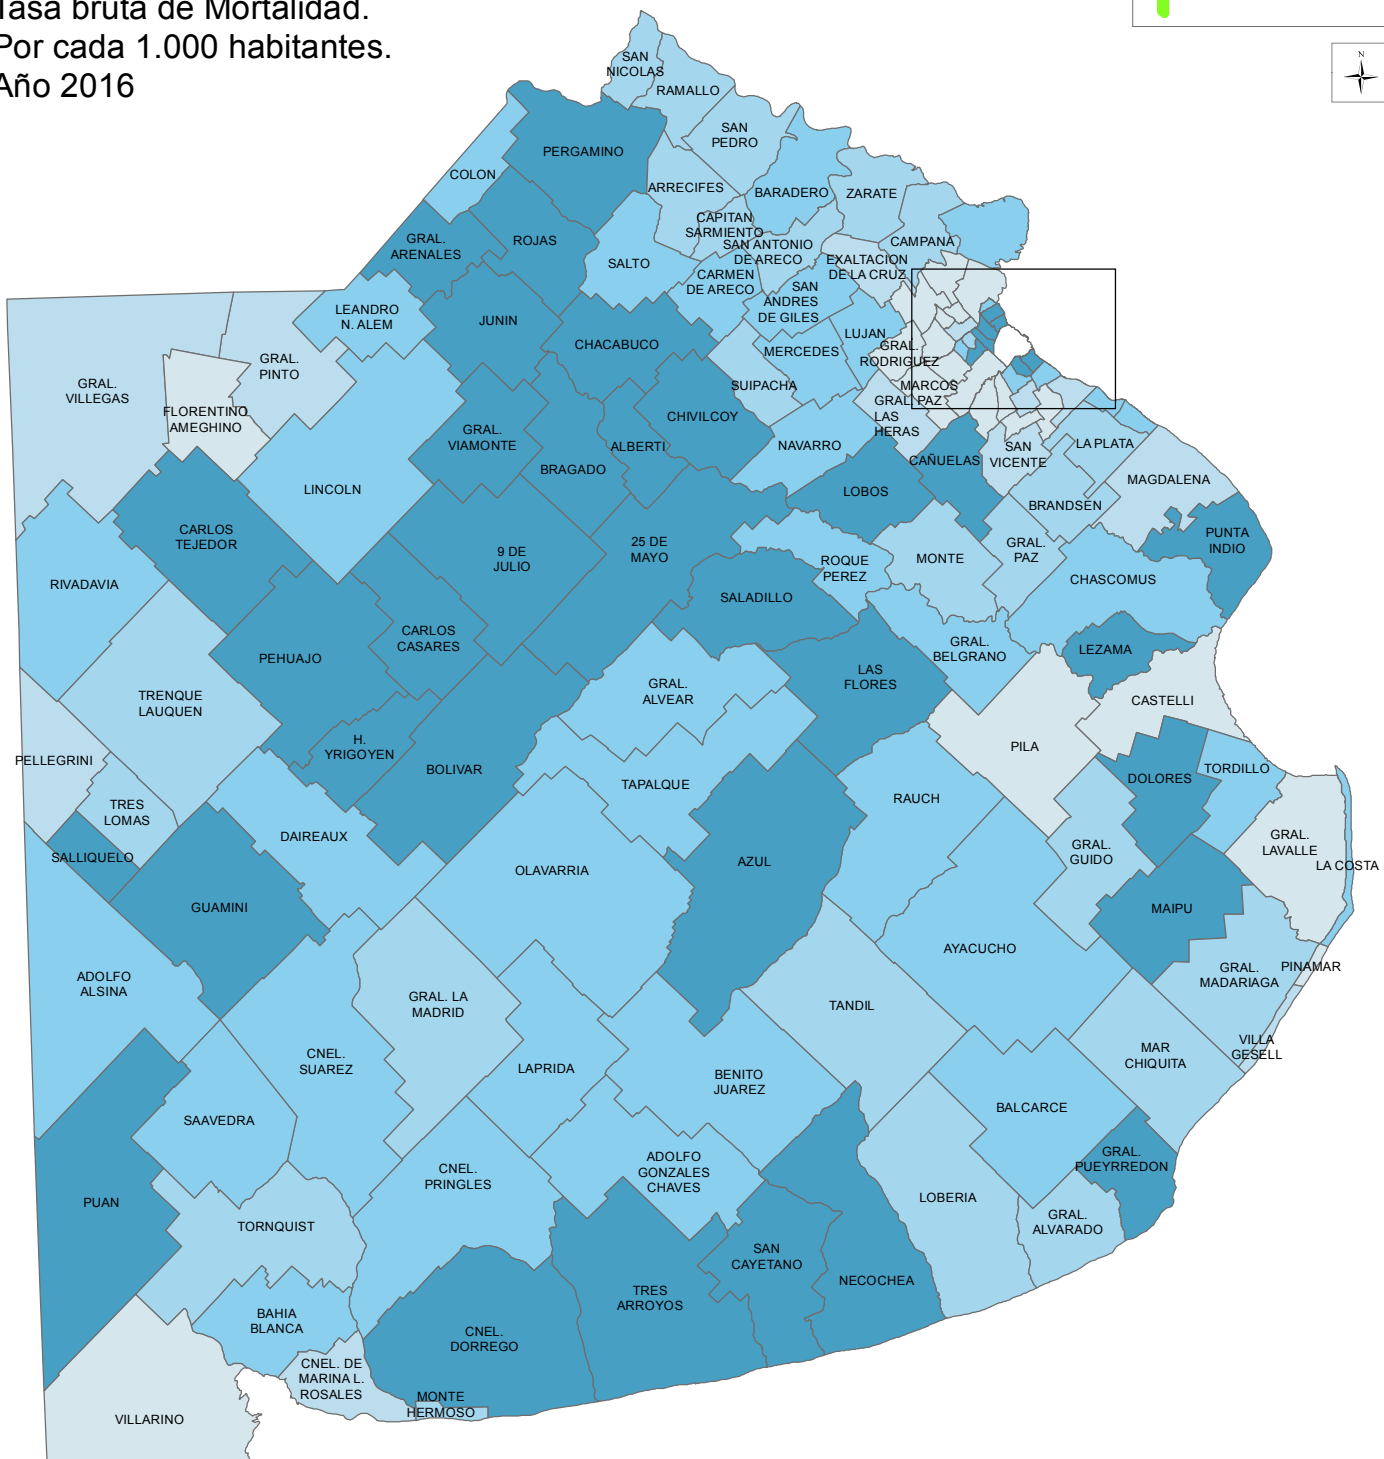 Tasa bruta de Mortalidad.
Por cada 1.000 habitantes.
Año 2016
N
SAN
NICOLAS
RAMALLO
SAN
PEDRO
PERGAMINO
COLON
ARRECIFES
BARADERO
ZARATE
CAPITAN
SARMIENTO
SAN ANTONIO
DE ARECO
CAMPANA
GRAL.
ARENALES
ROJAS
SALTO
CARMEN
DE ARECO
EXALTACION
DE LA CRUZ
SAN
ANDRES
DE GILES
LEANDRO
N. ALEM
JUNIN
CHACABUCO
MERCEDES
LUJAN
GRAL.
RODRIGUEZ
GRAL.
VILLEGAS
GRAL.
PINTO
FLORENTINO
AMEGHINO
SUIPACHA
MARCOS
PAZ
GRAL.
LAS
HERAS
GRAL.
VIAMONTE
BRAGADO
ALBERTI
CHIVILCOY
NAVARRO
CAÑUELAS
SAN
VICENTE
LA PLATA
LINCOLN
LOBOS
BRANDSEN
MAGDALENA
CARLOS
TEJEDOR
9 DE
JULIO
25 DE
MAYO
ROQUE
PEREZ
MONTE
GRAL.
PAZ
PUNTA
INDIO
RIVADAVIA
SALADILLO
CHASCOMUS
CARLOS
CASARES
PEHUAJO
GRAL.
BELGRANO
LEZAMA
TRENQUE
LAUQUEN
GRAL.
ALVEAR
LAS
FLORES
CASTELLI
PELLEGRINI
H.
YRIGOYEN
BOLIVAR
PILA
TRES
LOMAS
TAPALQUE
RAUCH
DOLORES
TORDILLO
SALLIQUELO
DAIREAUX
OLAVARRIA
AZUL
GRAL.
GUIDO
GRAL.
LAVALLE
LA COSTA
GUAMINI
MAIPU
ADOLFO
ALSINA
GRAL. LA
MADRID
AYACUCHO
GRAL.
MADARIAGA
PINAMAR
TANDIL
CNEL.
SUAREZ
LAPRIDA
BENITO
JUAREZ
MAR
CHIQUITA
VILLA
GESELL
SAAVEDRA
BALCARCE
CNEL.
PRINGLES
ADOLFO
GONZALES
CHAVES
GRAL.
PUEYRREDON
PUAN
LOBERIA
TORNQUIST
GRAL.
ALVARADO
SAN
CAYETANO
NECOCHEA
TRES
ARROYOS
BAHIA
BLANCA
CNEL.
DORREGO
CNEL. DE
MARINA L.
ROSALES
MONTE
HERMOSO
VILLARINO